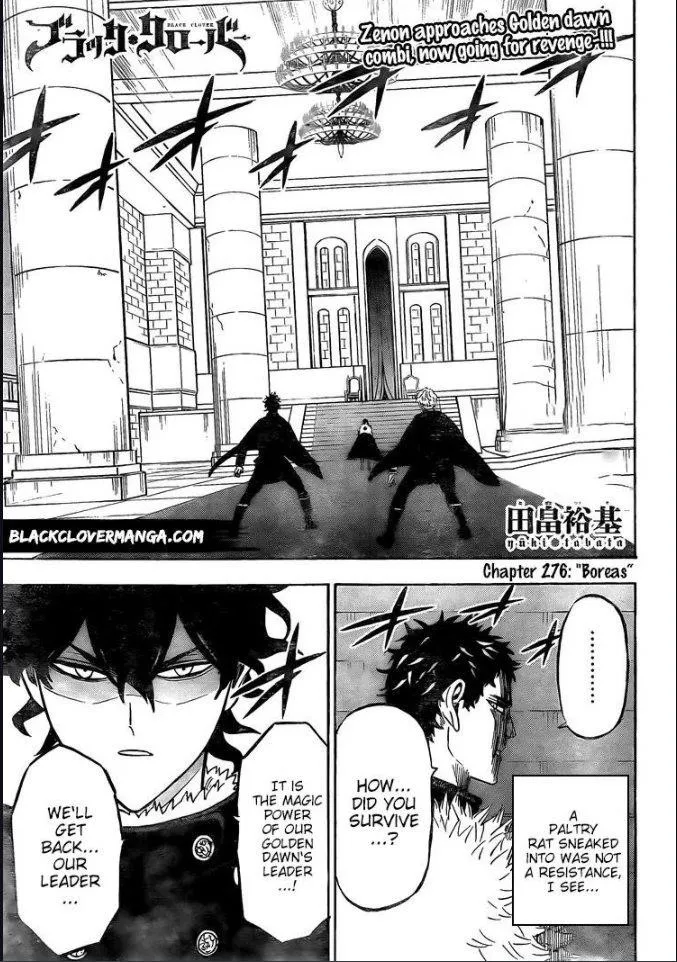 BLACK CLOVER
ブラッククローバー
Zenon approaches Golden dawn
combi, now going for revenge !!!
BLACKCLOVERMANGA.COM
田畠裕基
yūki tabata
Chapter 276: "Boreas"
.........
HOW...
DID YOU
SURVIVE
...?
A
PALTRY
RAT SNEAKED
INTO WAS NOT
A RESISTANCE,
I SEE...
IT IS
THE MAGIC
POWER
OF OUR
GOLDEN
DAWN'S
LEADER
...!
WE'LL
GET
BACK...
OUR
LEADER
...